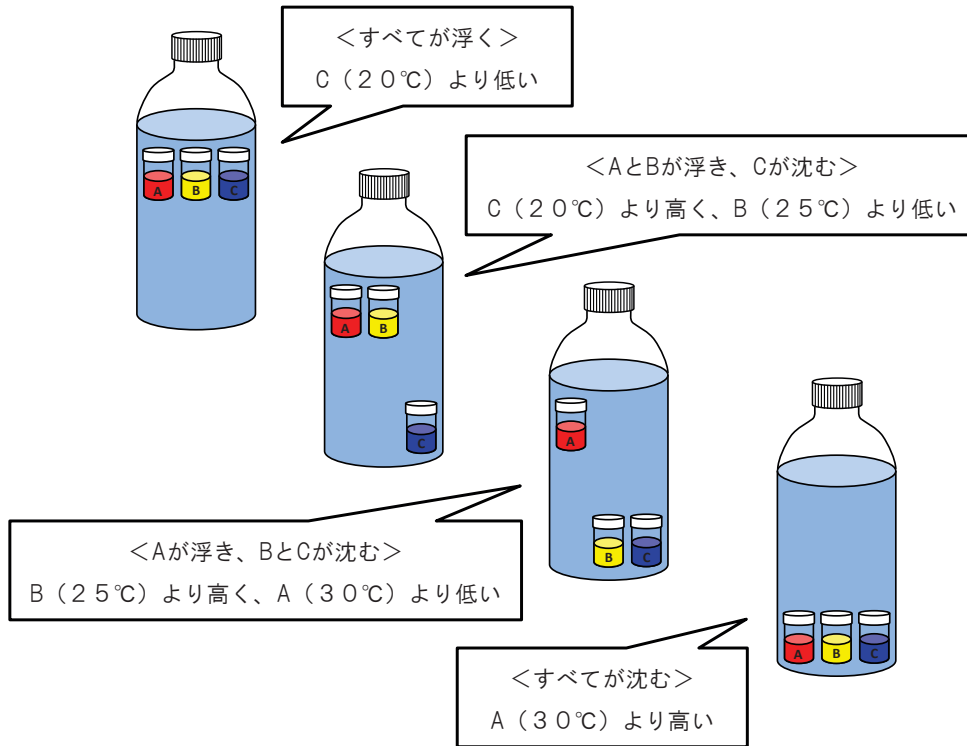 ＜すべてが浮く＞
C（２０℃）より低い
A
B
C
＜AとBが浮き、Cが沈む＞
C（２０℃）より高く、B（２５℃）より低い
A
B
C
A
B
C
＜Aが浮き、BとCが沈む＞
B（２５℃）より高く、A（３０℃）より低い
A
B
C
＜すべてが沈む＞
A（３０℃）より高い